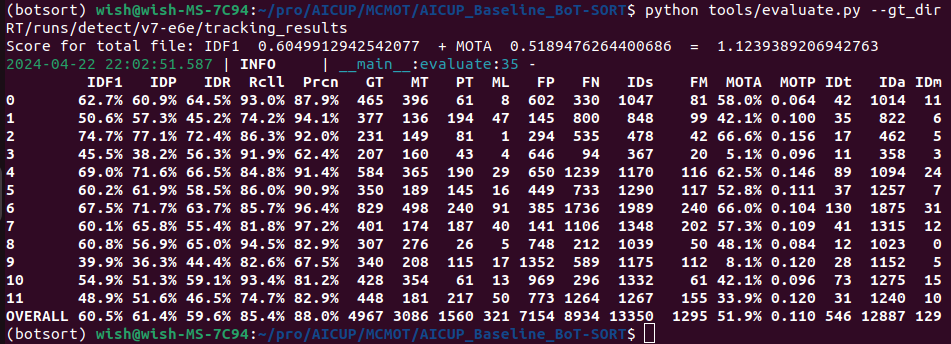 (botsort) wish@wish-MS-7C94:~/pro/AICUP/MCMOT/AICUP_Baseline_BoT-SORT$ python tools/evaluate.py --gt_dir
RT/runs/detect/v7-e6e/tracking_results
Score for total file: IDF1  0.6049912942542077  + MOTA  0.5189476264400686  =  1.1239389206942763
2024-04-22 22:02:51.587 | INFO     | __main__:evaluate:35 -
IDF1 IDP IDR Rcll Prcn GT MT PT ML FP FN IDs FM MOTA MOTP IDt IDa IDm
0 62.7% 60.9% 64.5% 93.0% 87.9% 465 396 61 8 602 330 1047 81 58.0% 0.064 42 1014 11
1 50.6% 57.3% 45.2% 74.2% 94.1% 377 136 194 47 145 800 848 99 42.1% 0.100 35 822 6
2 74.7% 77.1% 72.4% 86.3% 92.0% 231 149 81 1 294 535 478 42 66.6% 0.156 17 462 5
3 45.5% 38.2% 56.3% 91.9% 62.4% 207 160 43 4 646 94 367 20 5.1% 0.096 11 358 3
4 69.0% 71.6% 66.5% 84.8% 91.4% 584 365 190 29 650 1239 1170 116 62.5% 0.146 89 1094 24
5 60.2% 61.9% 58.5% 86.0% 90.9% 350 189 145 16 449 733 1290 117 52.8% 0.111 37 1257 7
6 67.5% 71.7% 63.7% 85.7% 96.4% 829 498 240 91 385 1736 1989 240 66.0% 0.104 130 1875 31
7 60.1% 65.8% 55.4% 81.8% 97.2% 401 174 187 40 141 1106 1348 202 57.3% 0.109 41 1315 12
8 60.8% 56.9% 65.0% 94.5% 82.9% 307 276 26 5 748 212 1039 50 48.1% 0.084 12 1023 0
9 39.9% 36.3% 44.4% 82.6% 67.5% 340 208 115 17 1352 589 1175 112 8.1% 0.120 28 1152 5
10 54.9% 51.3% 59.1% 93.4% 81.2% 428 354 61 13 969 296 1332 61 42.1% 0.096 73 1275 15
11 48.9% 51.6% 46.5% 74.7% 82.9% 448 181 217 50 773 1264 1267 155 33.9% 0.120 31 1240 10
OVERALL 60.5% 61.4% 59.6% 85.4% 88.0% 4967 3086 1560 321 7154 8934 13350 1295 51.9% 0.110 546 12887 129
(botsort) wish@wish-MS-7C94:~/pro/AICUP/MCMOT/AICUP_Baseline_BoT-SORT$